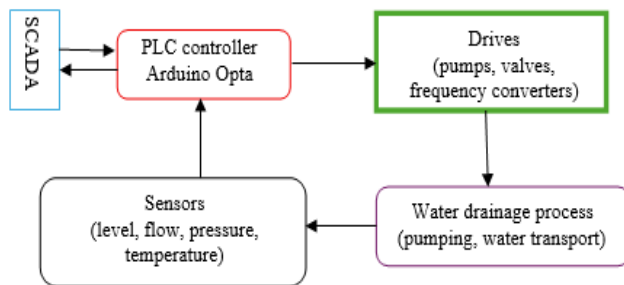 SCADA
PLC controller
Arduino Opta
Drives
(pumps, valves,
frequency converters)
Sensors
(level, flow, pressure,
temperature)
Water drainage process
(pumping, water transport)